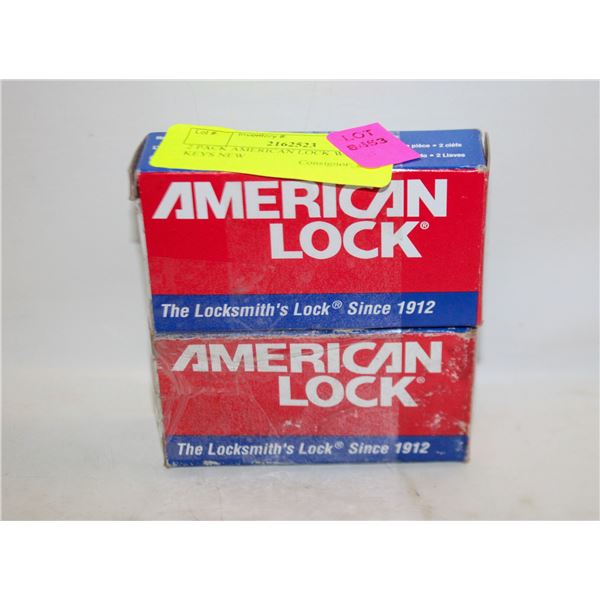 Lot #
Inventory #
2162523
2 PACK AMERICAN LOCK
KEYS NEW
Consignor
LOT
pièce = 2 clés
= 2 Llaves
AMERICAN
LOCK®
The Locksmith's Lock® Since 1912
AMERICAN
LOCK®
The Locksmith's Lock® Since 1912